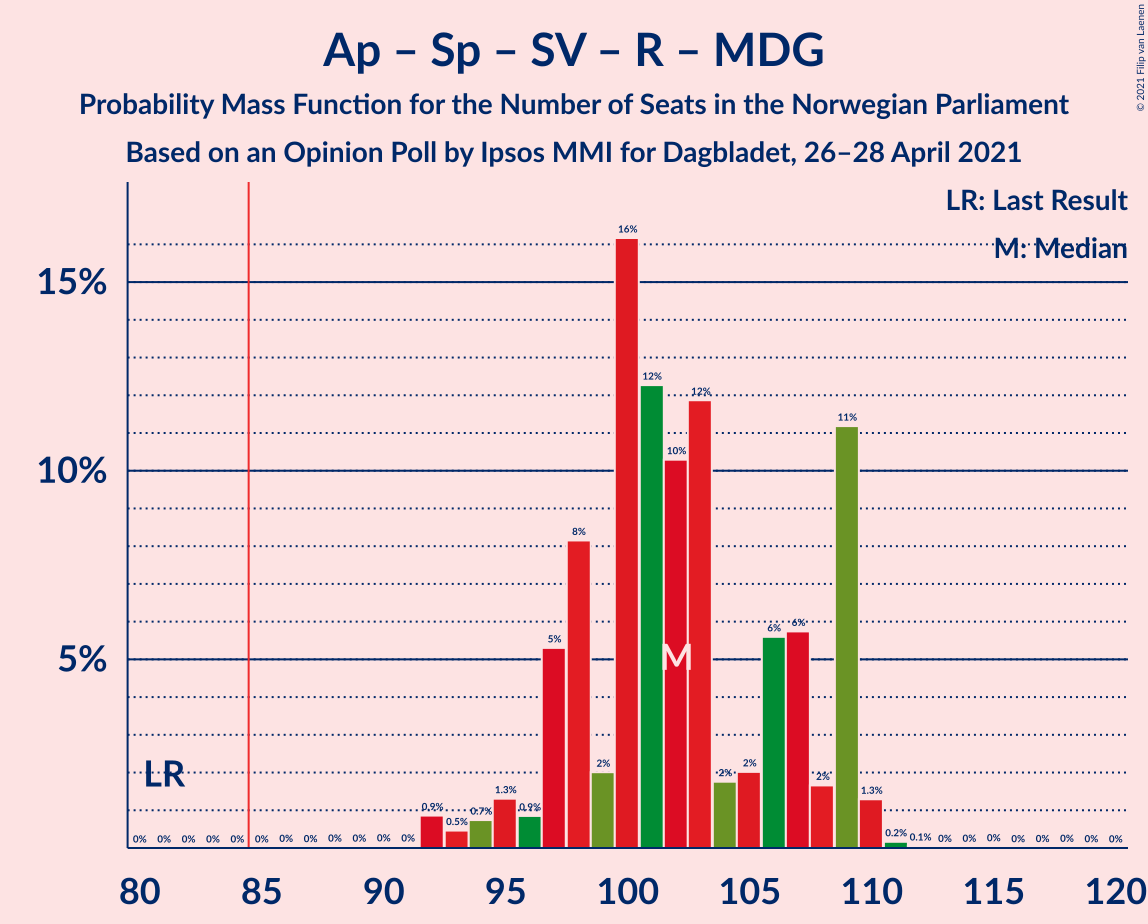 Ap – Sp – SV – R – MDG
Probability Mass Function for the Number of Seats in the Norwegian Parliament
Based on an Opinion Poll by Ipsos MMI for Dagbladet, 26–28 April 2021
© 2021 Filip van Laenen
LR: Last Result
M: Median
15%
10%
5%
LR
M
0% 0% 0% 0% 0% 0% 0% 0% 0% 0% 0% 0% 0.9% 0.5% 0.7% 1.3% 0.9% 5% 8% 2% 16% 12% 10% 12% 2% 2% 6% 6% 2% 11% 1.3% 0.2% 0.1% 0% 0% 0% 0% 0% 0% 0% 0%
80 85 90 95 100 105 110 115 120